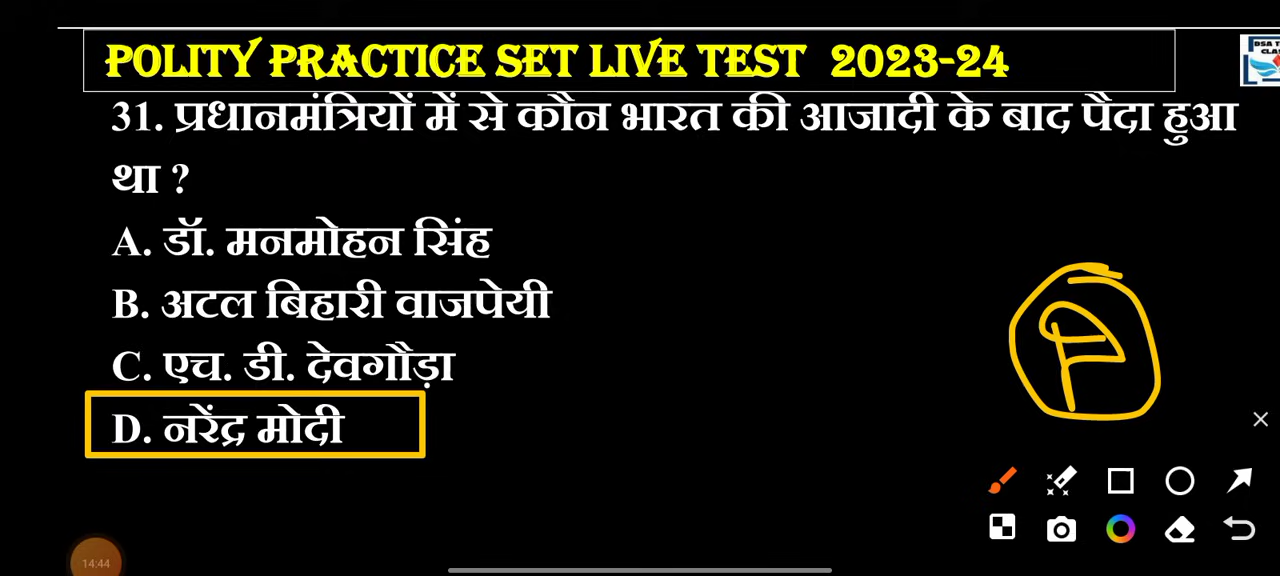 POLITY PRACTICE SET LIVE TEST 2023-24
31. प्रधानमंत्रियों में से कौन भारत की आजादी के बाद पैदा हुआ
था ?
A. डॉ. मनमोहन सिंह
B. अटल बिहारी वाजपेयी
C. एच. डी. देवगौड़ा
D. नरेंद्र मोदी
14:44